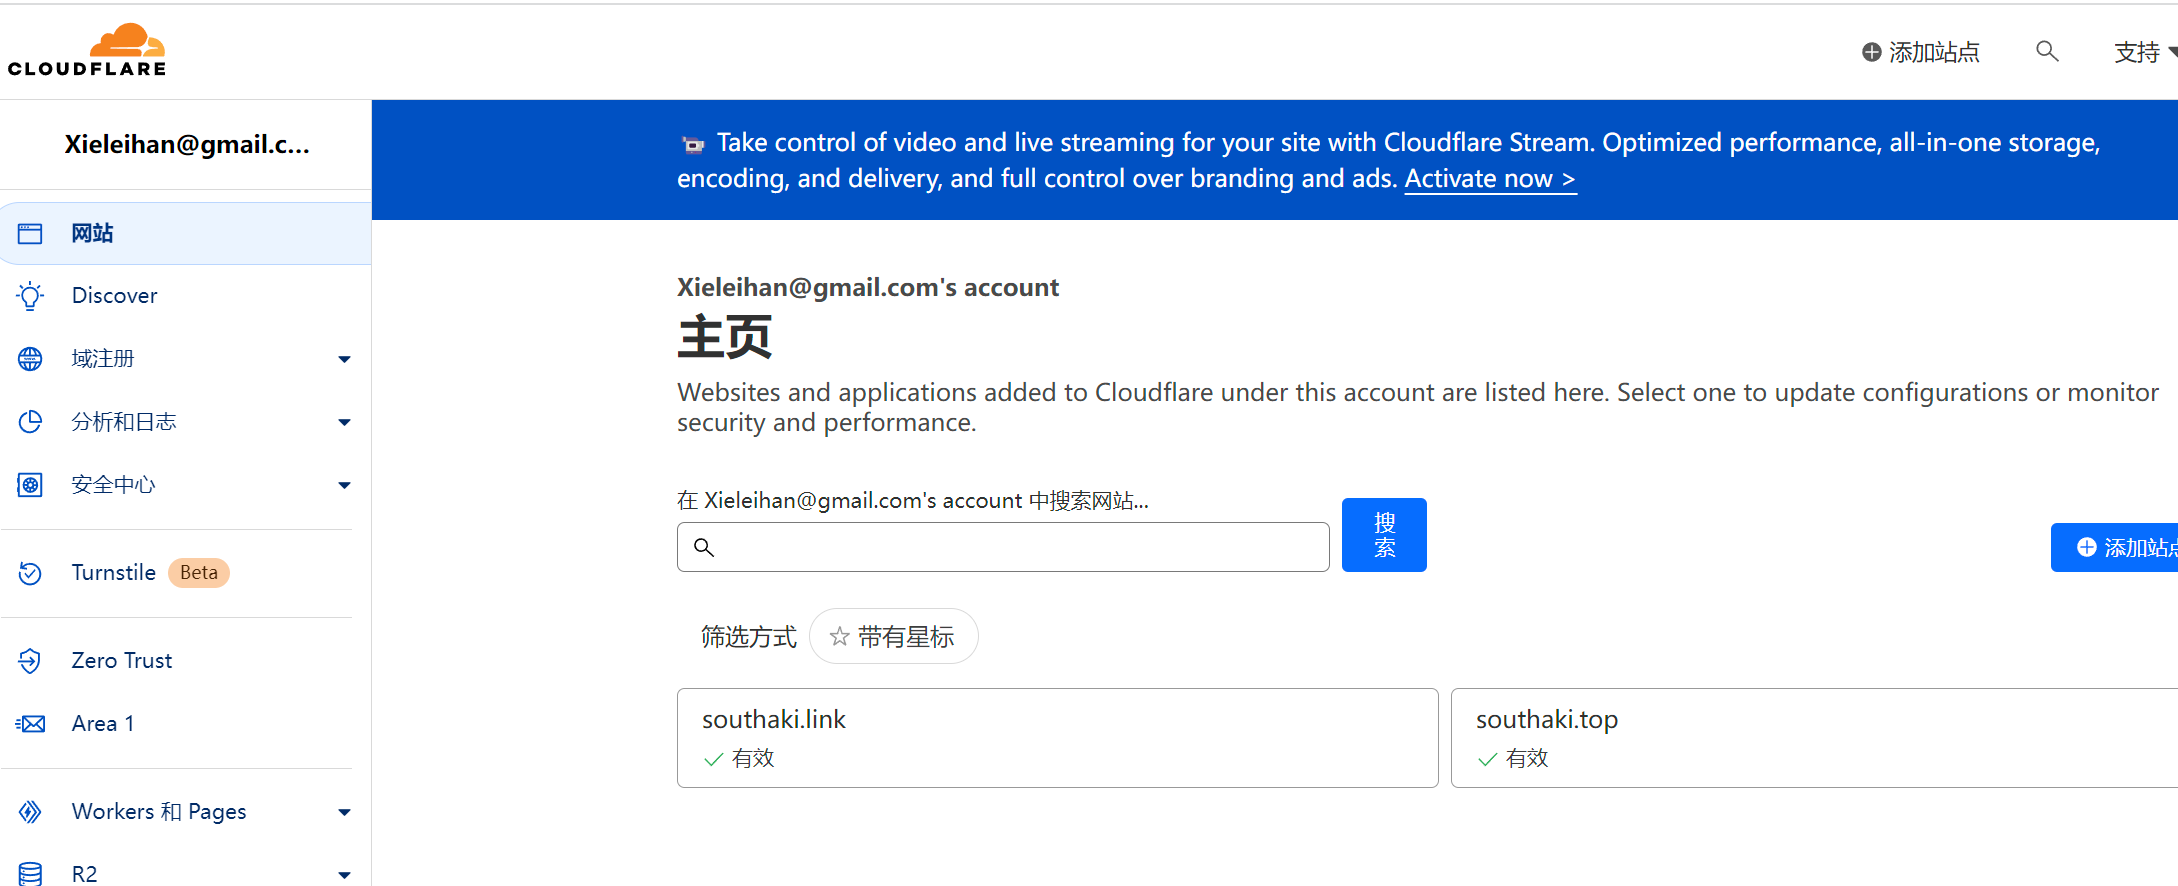 CLOUDFLARE
添加站点
支持
Xieleihan@gmail.c...
Take control of video and live streaming for your site with Cloudflare Stream. Optimized performance, all-in-one storage,
encoding, and delivery, and full control over branding and ads. Activate now >
网站
Discover
域注册
分析和日志
安全中心
Turnstile Beta
Zero Trust
Area 1
Workers 和 Pages
R2
Xieleihan@gmail.com's account
主页
Websites and applications added to Cloudflare under this account are listed here. Select one to update configurations or monitor
security and performance.
在 Xieleihan@gmail.com's account 中搜索网站...
搜
索
添加站点
筛选方式
带有星标
southaki.link
有效
southaki.top
有效